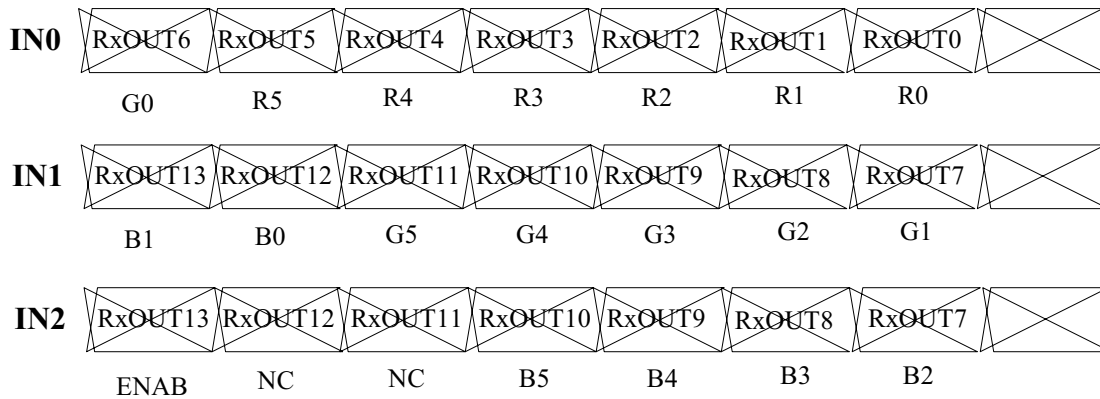 IN0 RxOUT6 RxOUT5 RxOUT4 RxOUT3 RxOUT2 RxOUT1 RxOUT0
G0 R5 R4 R3 R2 R1 R0
IN1 RxOUT13 RxOUT12 RxOUT11 RxOUT10 RxOUT9 RxOUT8 RxOUT7
B1 B0 G5 G4 G3 G2 G1
IN2 RxOUT13 RxOUT12 RxOUT11 RxOUT10 RxOUT9 RxOUT8 RxOUT7
ENAB NC NC B5 B4 B3 B2